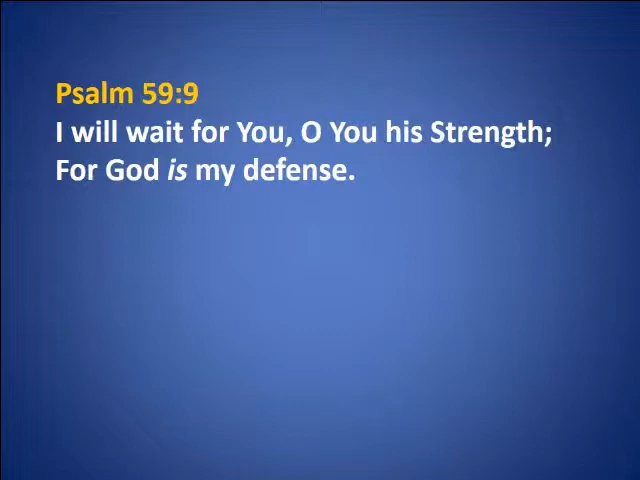 Psalm 59:9
I will wait for You, O You his Strength;
For God is my defense.